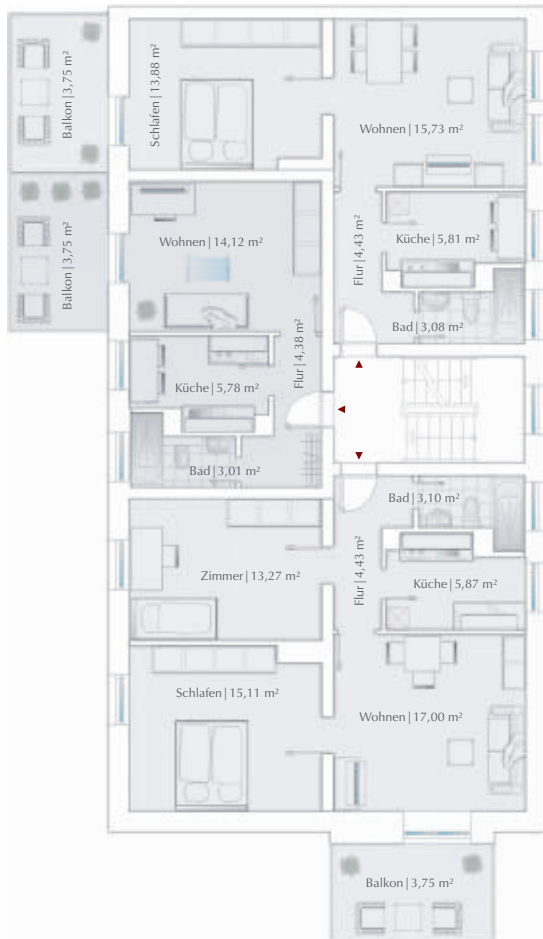 Balkon | 3,75 m²
Schlafen | 13,88 m²
Wohnen | 15,73 m²
Balkon | 3,75 m²
Wohnen | 14,12 m²
Flur | 4,43 m²
Küche | 5,81 m²
Bad | 3,08 m²
Flur | 4,38 m²
Küche | 5,78 m²
Bad | 3,01 m²
Bad | 3,10 m²
Flur | 4,43 m²
Zimmer | 13,27 m²
Küche | 5,87 m²
Schlafen | 15,11 m²
Wohnen | 17,00 m²
Balkon | 3,75 m²